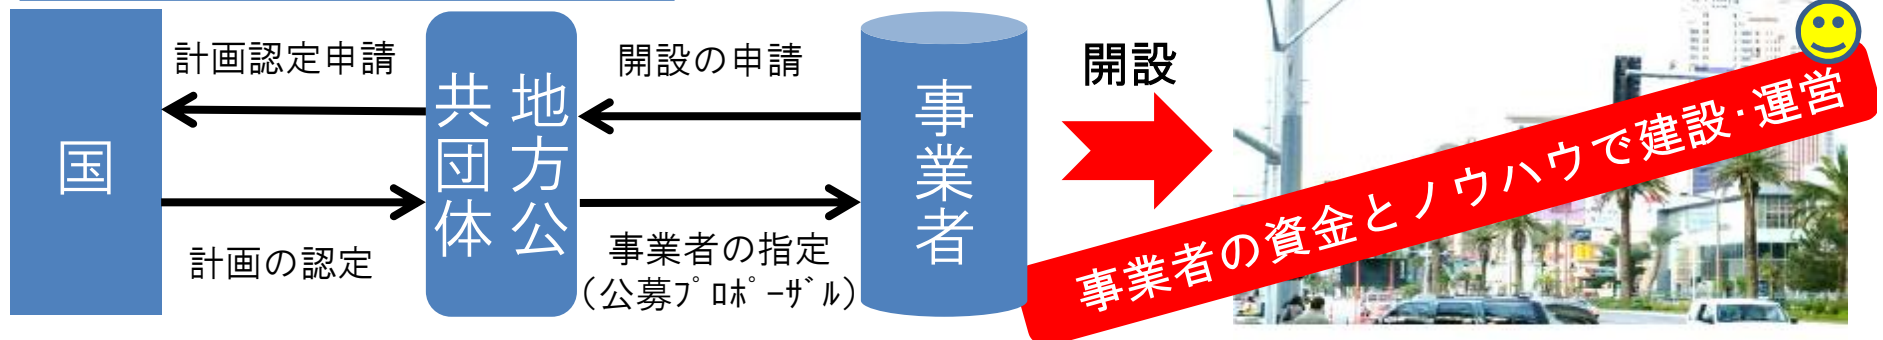 国
計画認定申請
計画の認定
地方公
共団体
開設の申請
事業者の指定
(公募ﾌﾟﾛﾎﾟｰｻﾞﾙ)
事業者
開設
事業者の資金とノウハウで建設･運営